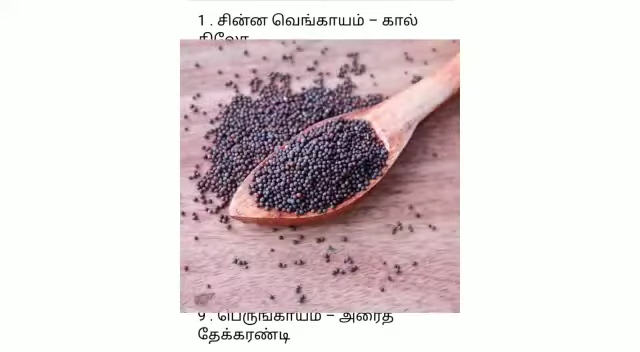 1 . சின்ன வெங்காயம் – கால்
கிலோ
9 . பெருங்காயம் – அரைத்
தேக்கரண்டி